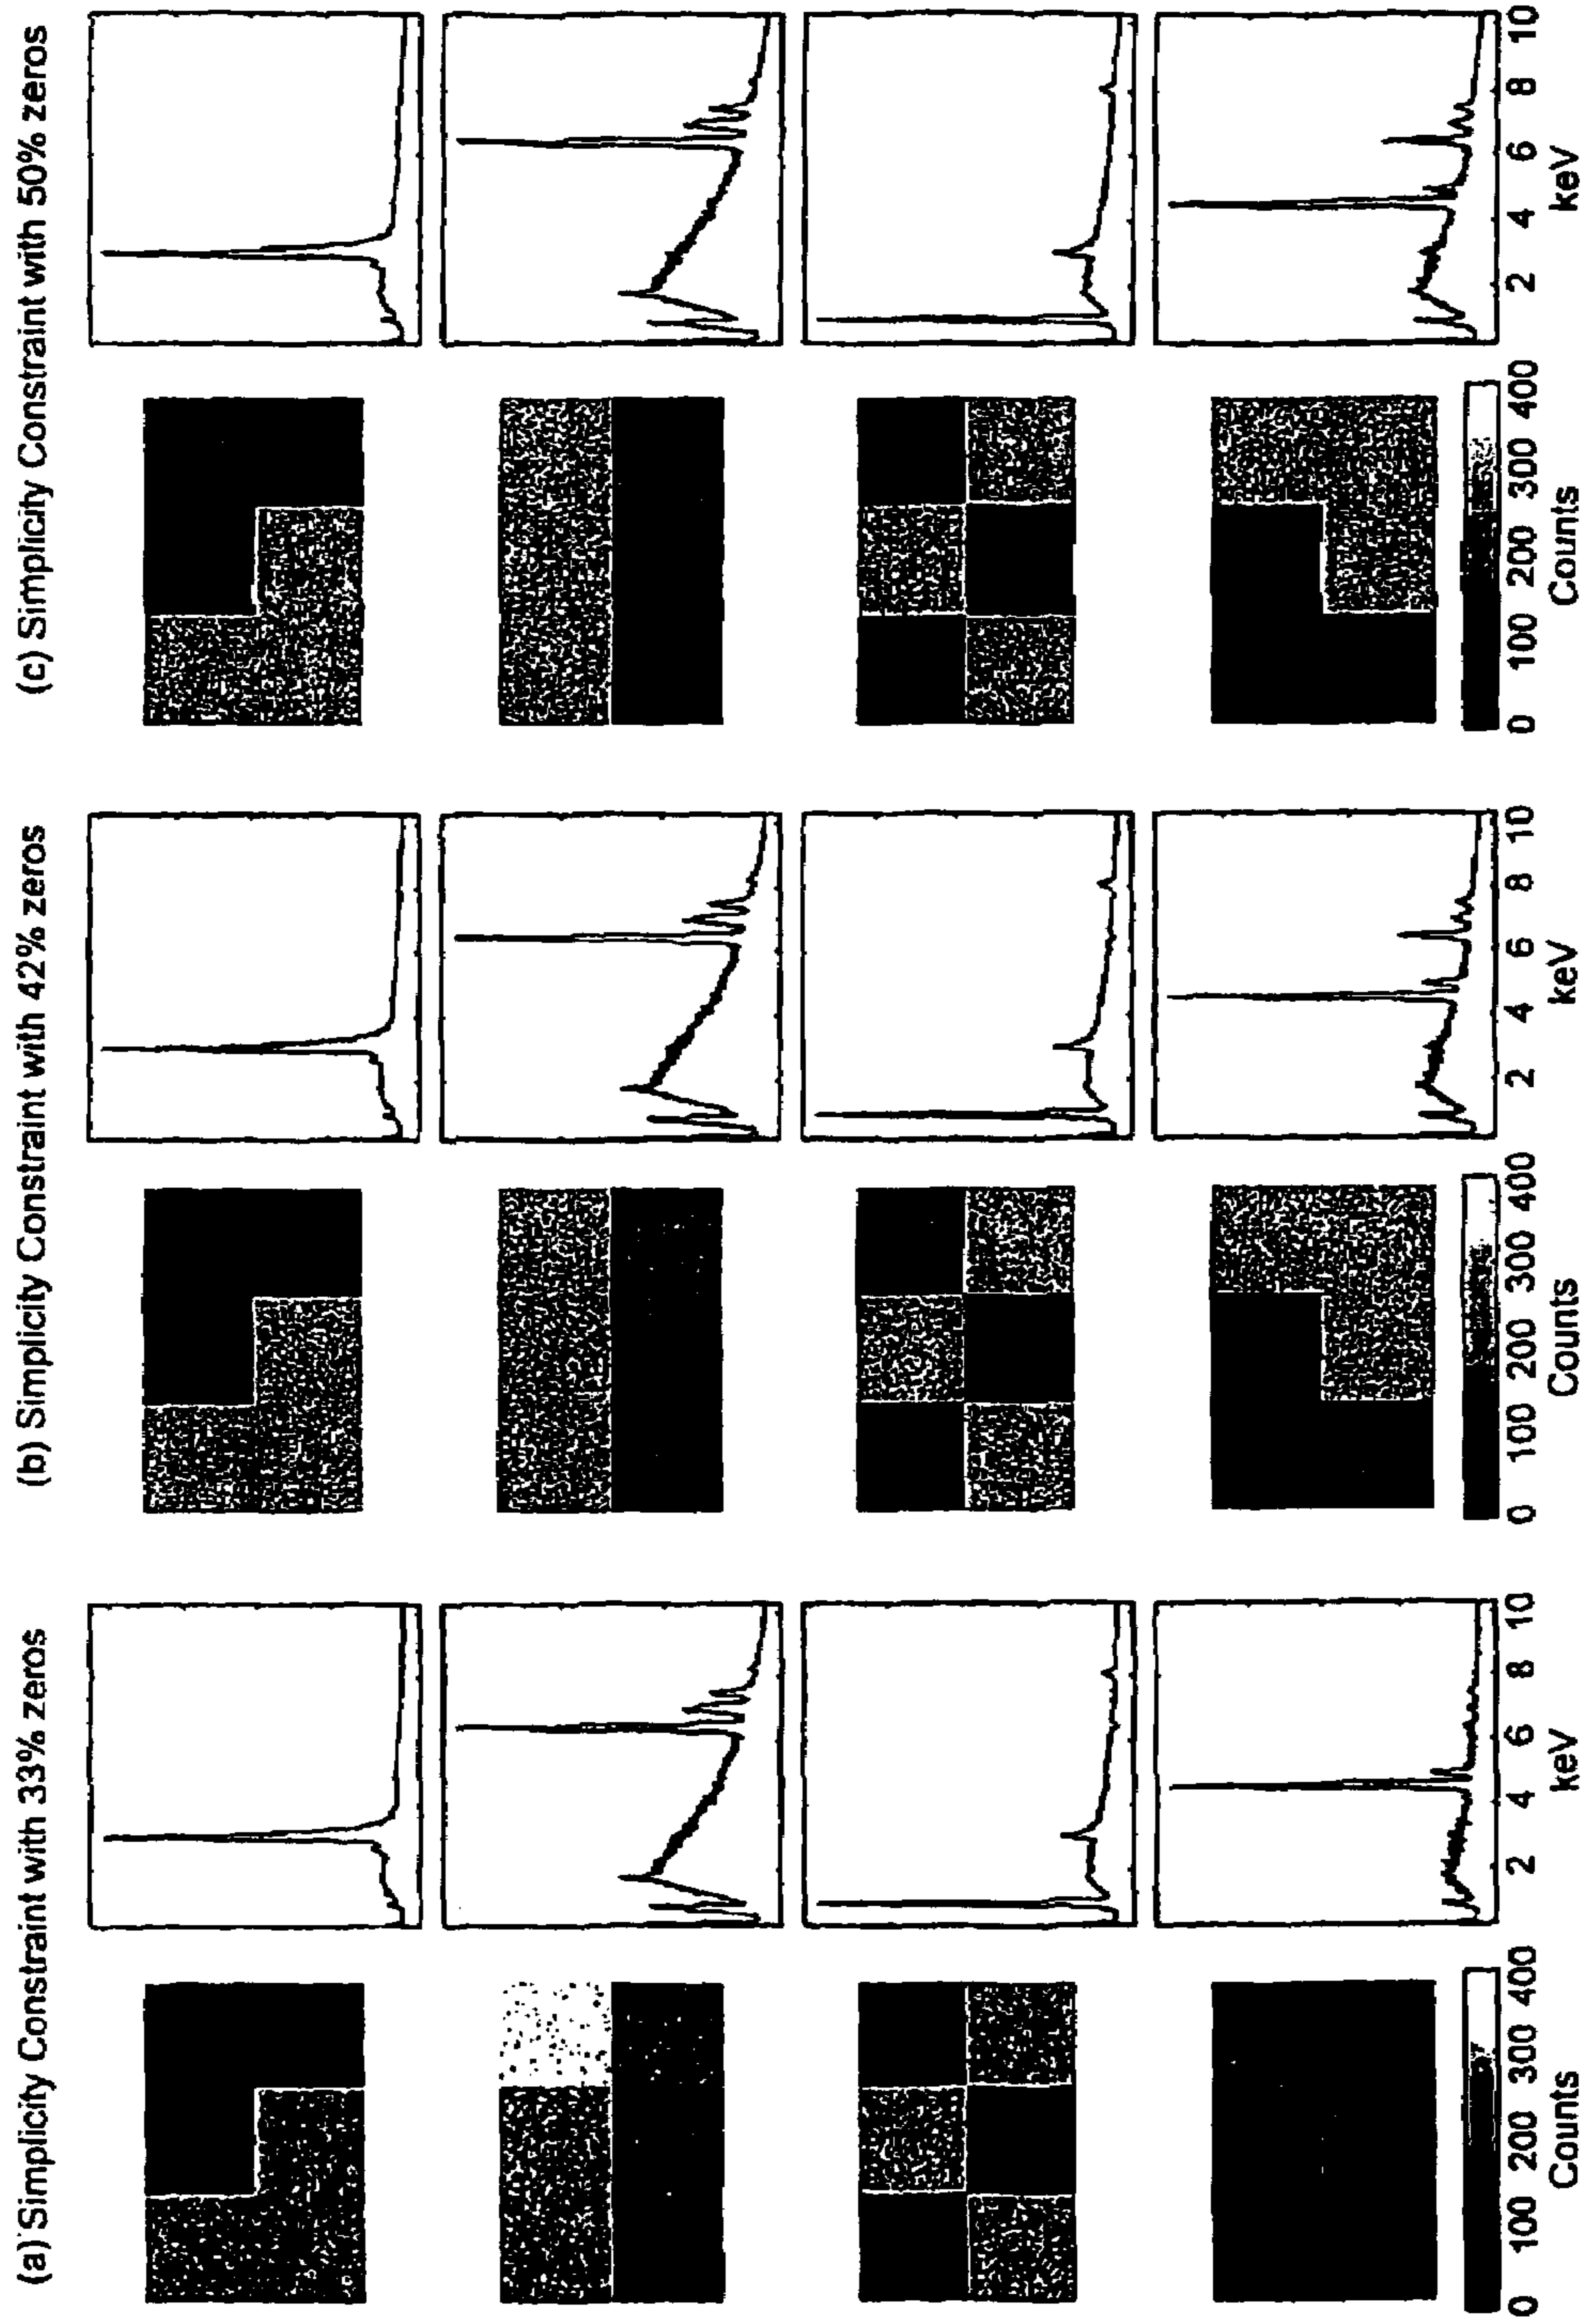 (a) Simplicity Constraint with 33% zeros
0 100 200 300 400
Counts
2 4 6 8 10
keV
(b) Simplicity Constraint with 42% zeros
0 100 200 300 400
Counts
2 4 6 8 10
keV
(c) Simplicity Constraint with 50% zeros
0 100 200 300 400
Counts
2 4 6 8 10
keV